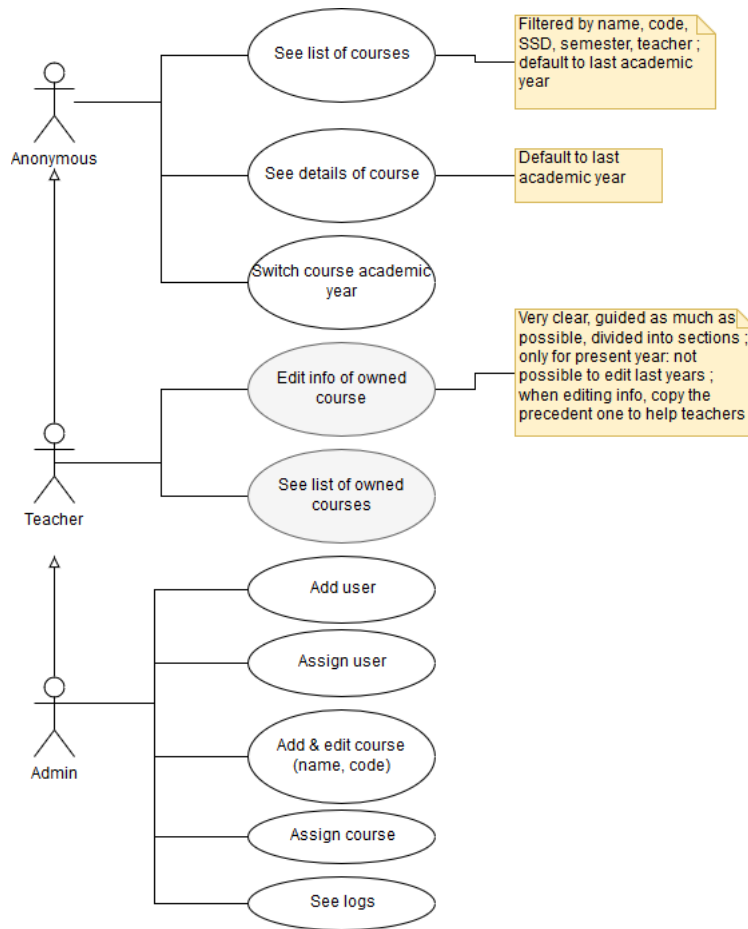 See list of courses
Filtered by name, code,
SSD, semester, teacher ;
default to last academic
year
Anonymous
See details of course
Default to last
academic year
Switch course academic
year
Very clear, guided as much as
possible, divided into sections ;
only for present year: not
possible to edit last years ;
when editing info, copy the
precedent one to help teachers
Edit info of owned
course
See list of owned
courses
Teacher
Add user
Assign user
Add & edit course
(name, code)
Admin
Assign course
See logs